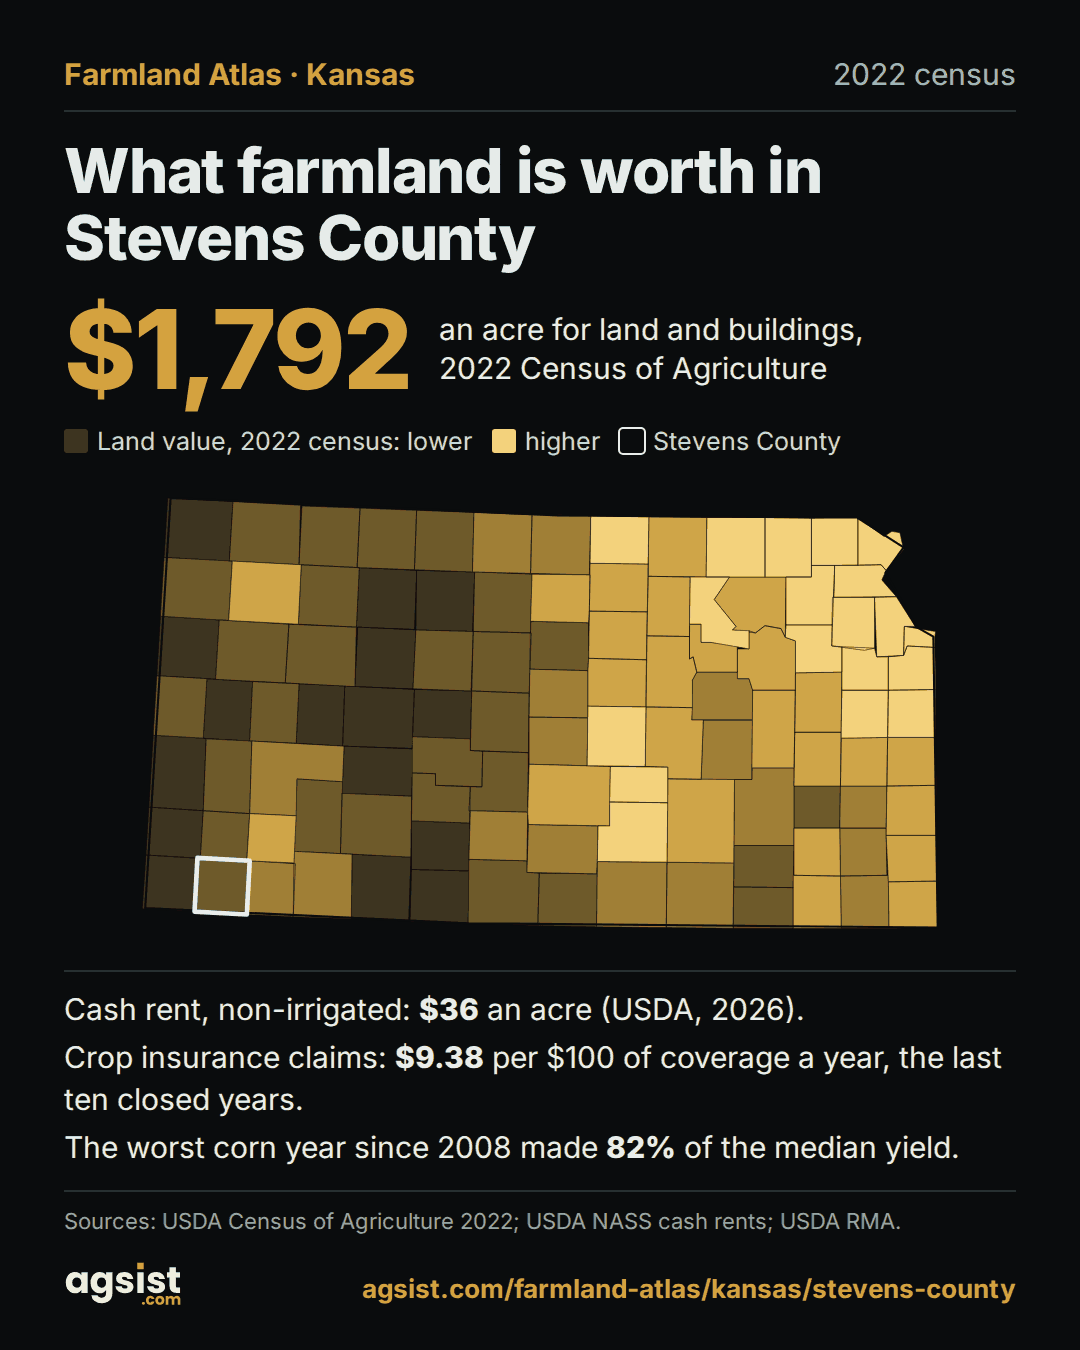 Farmland Atlas · Kansas
2022 census
What farmland is worth in
Stevens County
$1,792
an acre for land and buildings,
2022 Census of Agriculture
Land value, 2022 census: lower
higher
Stevens County
Cash rent, non-irrigated: $36 an acre (USDA, 2026).
Crop insurance claims: $9.38 per $100 of coverage a year, the last
ten closed years.
The worst corn year since 2008 made 82% of the median yield.
Sources: USDA Census of Agriculture 2022; USDA NASS cash rents; USDA RMA.
agsist
.com
agsist.com/farmland-atlas/kansas/stevens-county